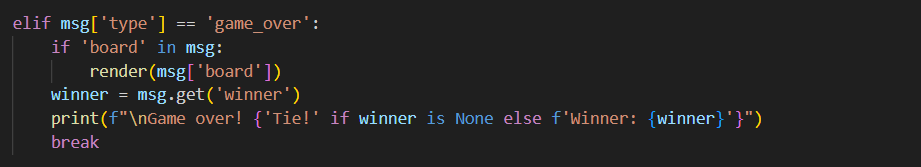 elif msg['type'] == 'game_over':
    if 'board' in msg:
        render(msg['board'])
    winner = msg.get('winner')
    print(f"\nGame over! {'Tie!' if winner is None else f'Winner: {winner}'}")
    break